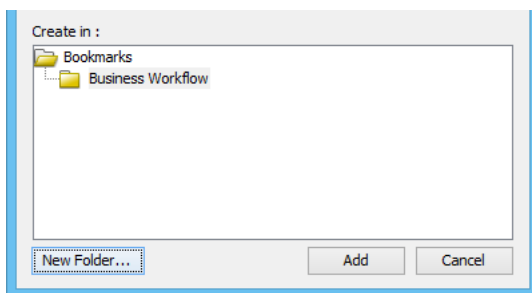 Create in :
Bookmarks
Business Workflow
New Folder...
Add
Cancel